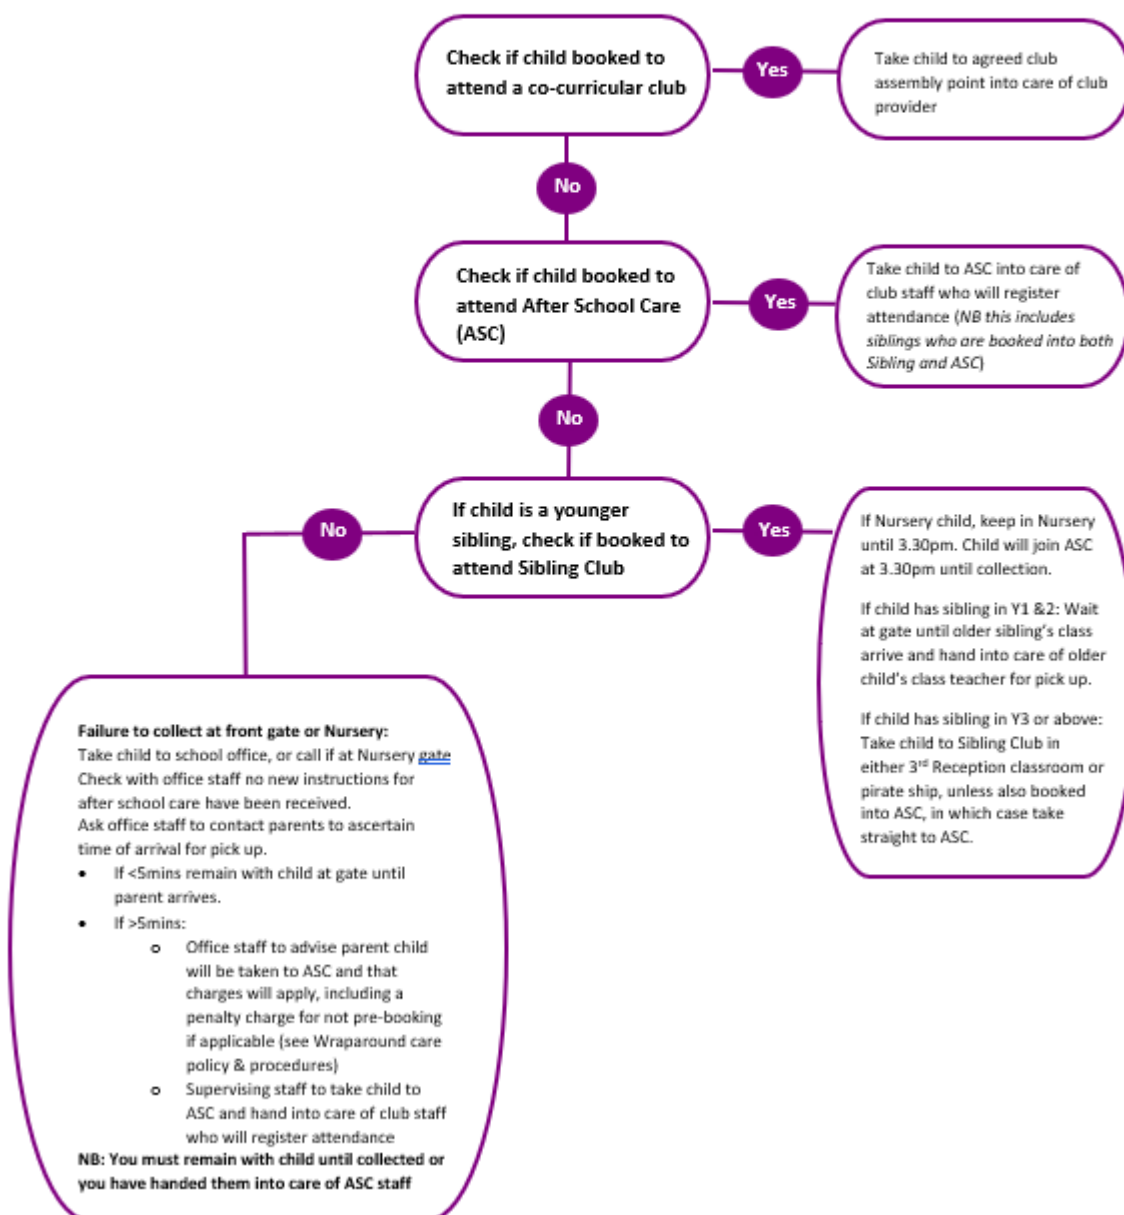 Check if child booked to
attend a co-curricular club
Yes
Take child to agreed club
assembly point into care of club
provider
No
Check if child booked to
attend After School Care
(ASC)
Yes
Take child to ASC into care of
club staff who will register
attendance (NB this includes
siblings who are booked into both
Sibling and ASC)
No
If child is a younger
sibling, check if booked to
attend Sibling Club
Yes
If Nursery child, keep in Nursery
until 3.30pm. Child will join ASC
at 3.30pm until collection.
If child has sibling in Y1 &2: Wait
at gate until older sibling's class
arrive and hand into care of older
child's class teacher for pick up.
If child has sibling in Y3 or above:
Take child to Sibling Club in
either 3rd Reception classroom or
pirate ship, unless also booked
into ASC, in which case take
straight to ASC.
No
Failure to collect at front gate or Nursery:
Take child to school office, or call if at Nursery gate
Check with office staff no new instructions for
after school care have been received.
Ask office staff to contact parents to ascertain
time of arrival for pick up.
• If <5mins remain with child at gate until
parent arrives.
• If >5mins:
o Office staff to advise parent child
will be taken to ASC and that
charges will apply, including a
penalty charge for not pre-booking
if applicable (see Wraparound care
policy & procedures)
o Supervising staff to take child to
ASC and hand into care of club staff
who will register attendance
NB: You must remain with child until collected or
you have handed them into care of ASC staff